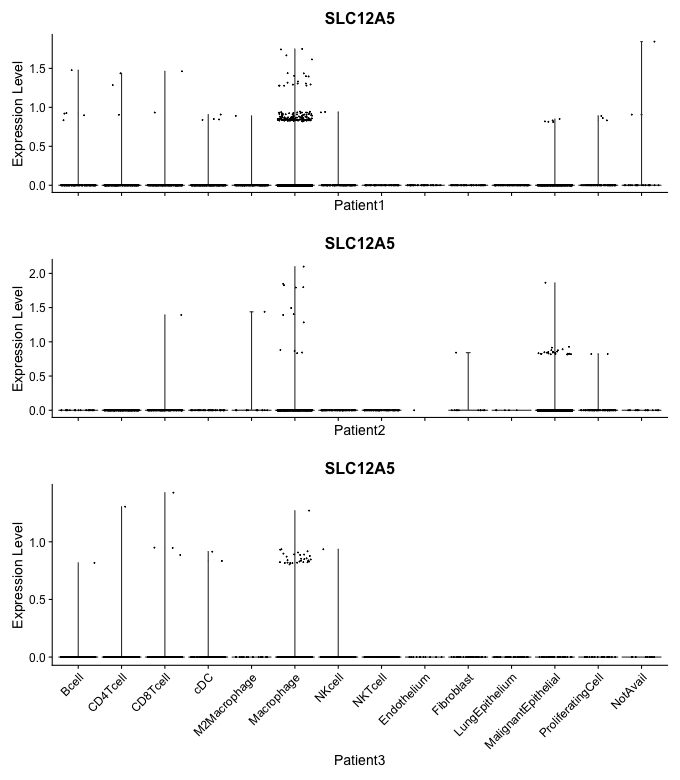 SLC12A5
Expression Level
1.5
1.0
0.5
0.0
Patient1
SLC12A5
Expression Level
2.0
1.5
1.0
0.5
0.0
Patient2
SLC12A5
Expression Level
1.0
0.5
0.0
Bcell
CD4Tcell
CD8Tcell
cDC
M2Macrophage
Macrophage
NKcell
NKTcell
Endothelium
Fibroblast
LungEpithelium
MalignantEpithelial
ProliferatingCell
NotAvail
Patient3